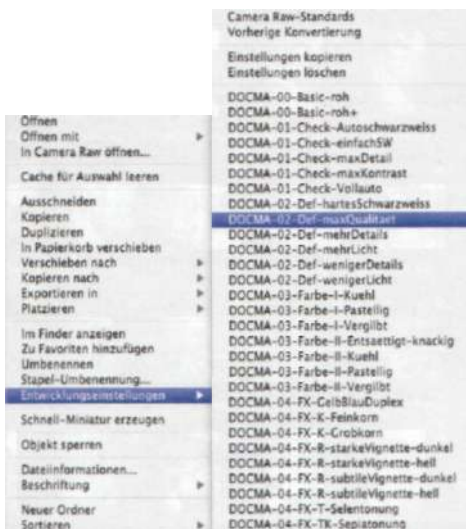 Öffnen
Öffnen mit
In Camera Raw öffnen...
Cache für Auswahl leeren
Ausschneiden
Kopieren
Duplizieren
In Papierkorb verschieben
Verschieben nach
Kopieren nach
Exportieren in
Platzieren
Im Finder anzeigen
Zu Favoriten hinzufügen
Umbenennen
Stapel-Umbenennung...
Entwicklungseinstellungen
Schnell-Miniatur erzeugen
Objekt sperren
Dateiinformationen...
Beschriftung
Neuer Ordner
Sortieren
Camera Raw-Standards
Vorherige Konvertierung
Einstellungen kopieren
Einstellungen löschen
DOCMA-00-Basic-roh
DOCMA-00-Basic-roh+
DOCMA-01-Check-Autoschwarzweiss
DOCMA-01-Check-einfachSW
DOCMA-01-Check-maxDetail
DOCMA-01-Check-maxKontrast
DOCMA-01-Check-Vollauto
DOCMA-02-Def-hartesSchwarzweiss
DOCMA-02-Def-maxQualitaet
DOCMA-02-Def-mehrDetails
DOCMA-02-Def-mehrLicht
DOCMA-02-Def-wenigerDetails
DOCMA-02-Def-wenigerLicht
DOCMA-03-Farbe-I-Kuehl
DOCMA-03-Farbe-I-Pastellig
DOCMA-03-Farbe-I-Vergilbt
DOCMA-03-Farbe-II-Entsaettigt-knackig
DOCMA-03-Farbe-II-Kuehl
DOCMA-03-Farbe-II-Pastellig
DOCMA-03-Farbe-II-Vergilbt
DOCMA-04-FX-GelbBlauDuplex
DOCMA-04-FX-K-Feinkorn
DOCMA-04-FX-K-Grobkorn
DOCMA-04-FX-R-starkeVignette-dunkel
DOCMA-04-FX-R-starkeVignette-hell
DOCMA-04-FX-R-subtileVignette-dunkel
DOCMA-04-FX-R-subtileVignette-hell
DOCMA-04-FX-T-Selentonung
DOCMA-04-FX-TK-Sepiatonung